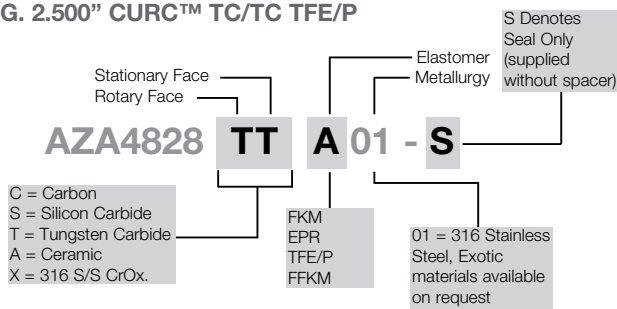 G. 2.500” CURC™ TC/TC TFE/P
S Denotes
Seal Only
(supplied
without spacer)
Elastomer
Metallurgy
Stationary Face
Rotary Face
AZA4828 TT A 01 - S
C = Carbon
S = Silicon Carbide
T = Tungsten Carbide
A = Ceramic
X = 316 S/S CrOx.
FKM
EPR
TFE/P
FFKM
01 = 316 Stainless
Steel, Exotic
materials available
on request